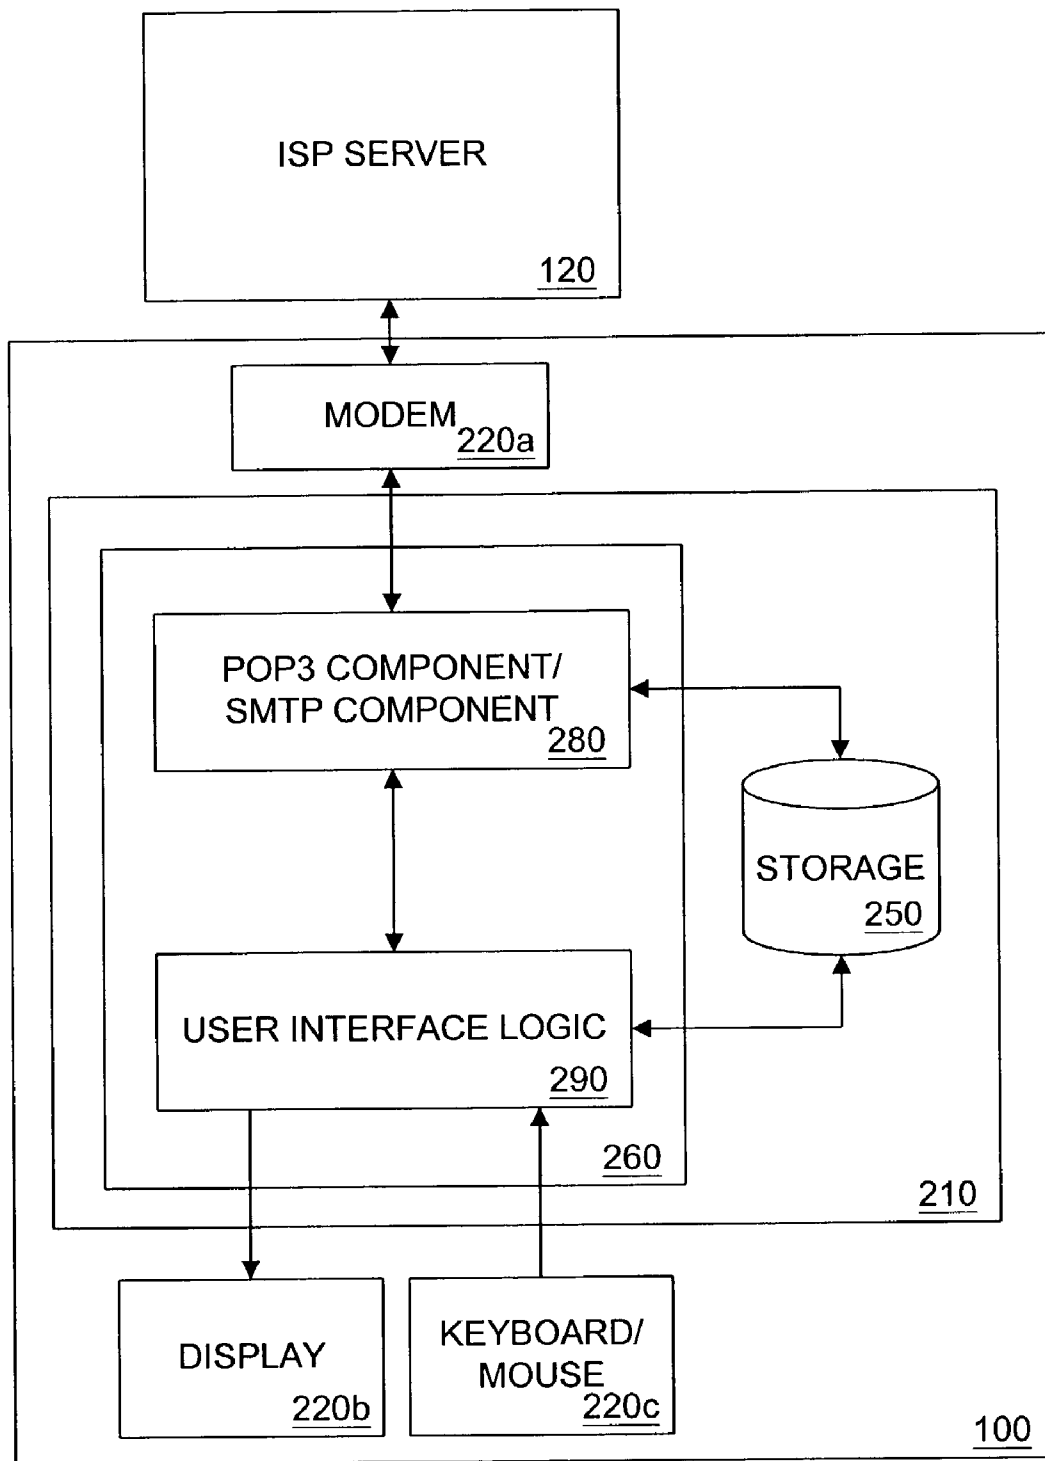 ISP SERVER
120
MODEM
220a
POP3 COMPONENT/
SMTP COMPONENT
280
STORAGE
250
USER INTERFACE LOGIC
290
260
210
DISPLAY
220b
KEYBOARD/
MOUSE
220c
100